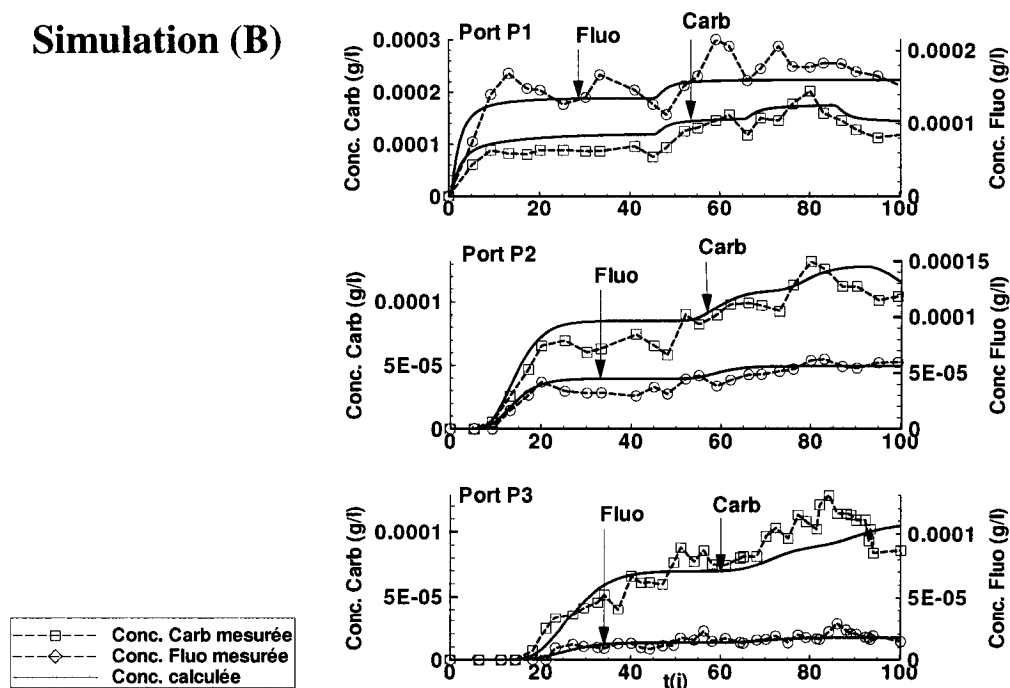 Simulation (B)
Port P1
Fluo
Carb
Conc. Carb (g/l)
0.0003
0.0002
0.0001
0
0.0002
0.0001
0
Conc. Fluo (g/l)
0 20 40 60 80 100
Port P2
Fluo
Carb
Conc. Carb (g/l)
0.0001
5E-05
0
0.00015
0.0001
5E-05
0
Conc Fluo (g/l)
0 20 40 60 80 100
Port P3
Fluo
Carb
Conc. Carb (g/l)
0.0001
5E-05
0
0.0001
5E-05
0
Conc. Fluo (g/l)
0 20 40 60 80 100
t(j)
Conc. Carb mesurée
Conc. Fluo mesurée
Conc. calculée